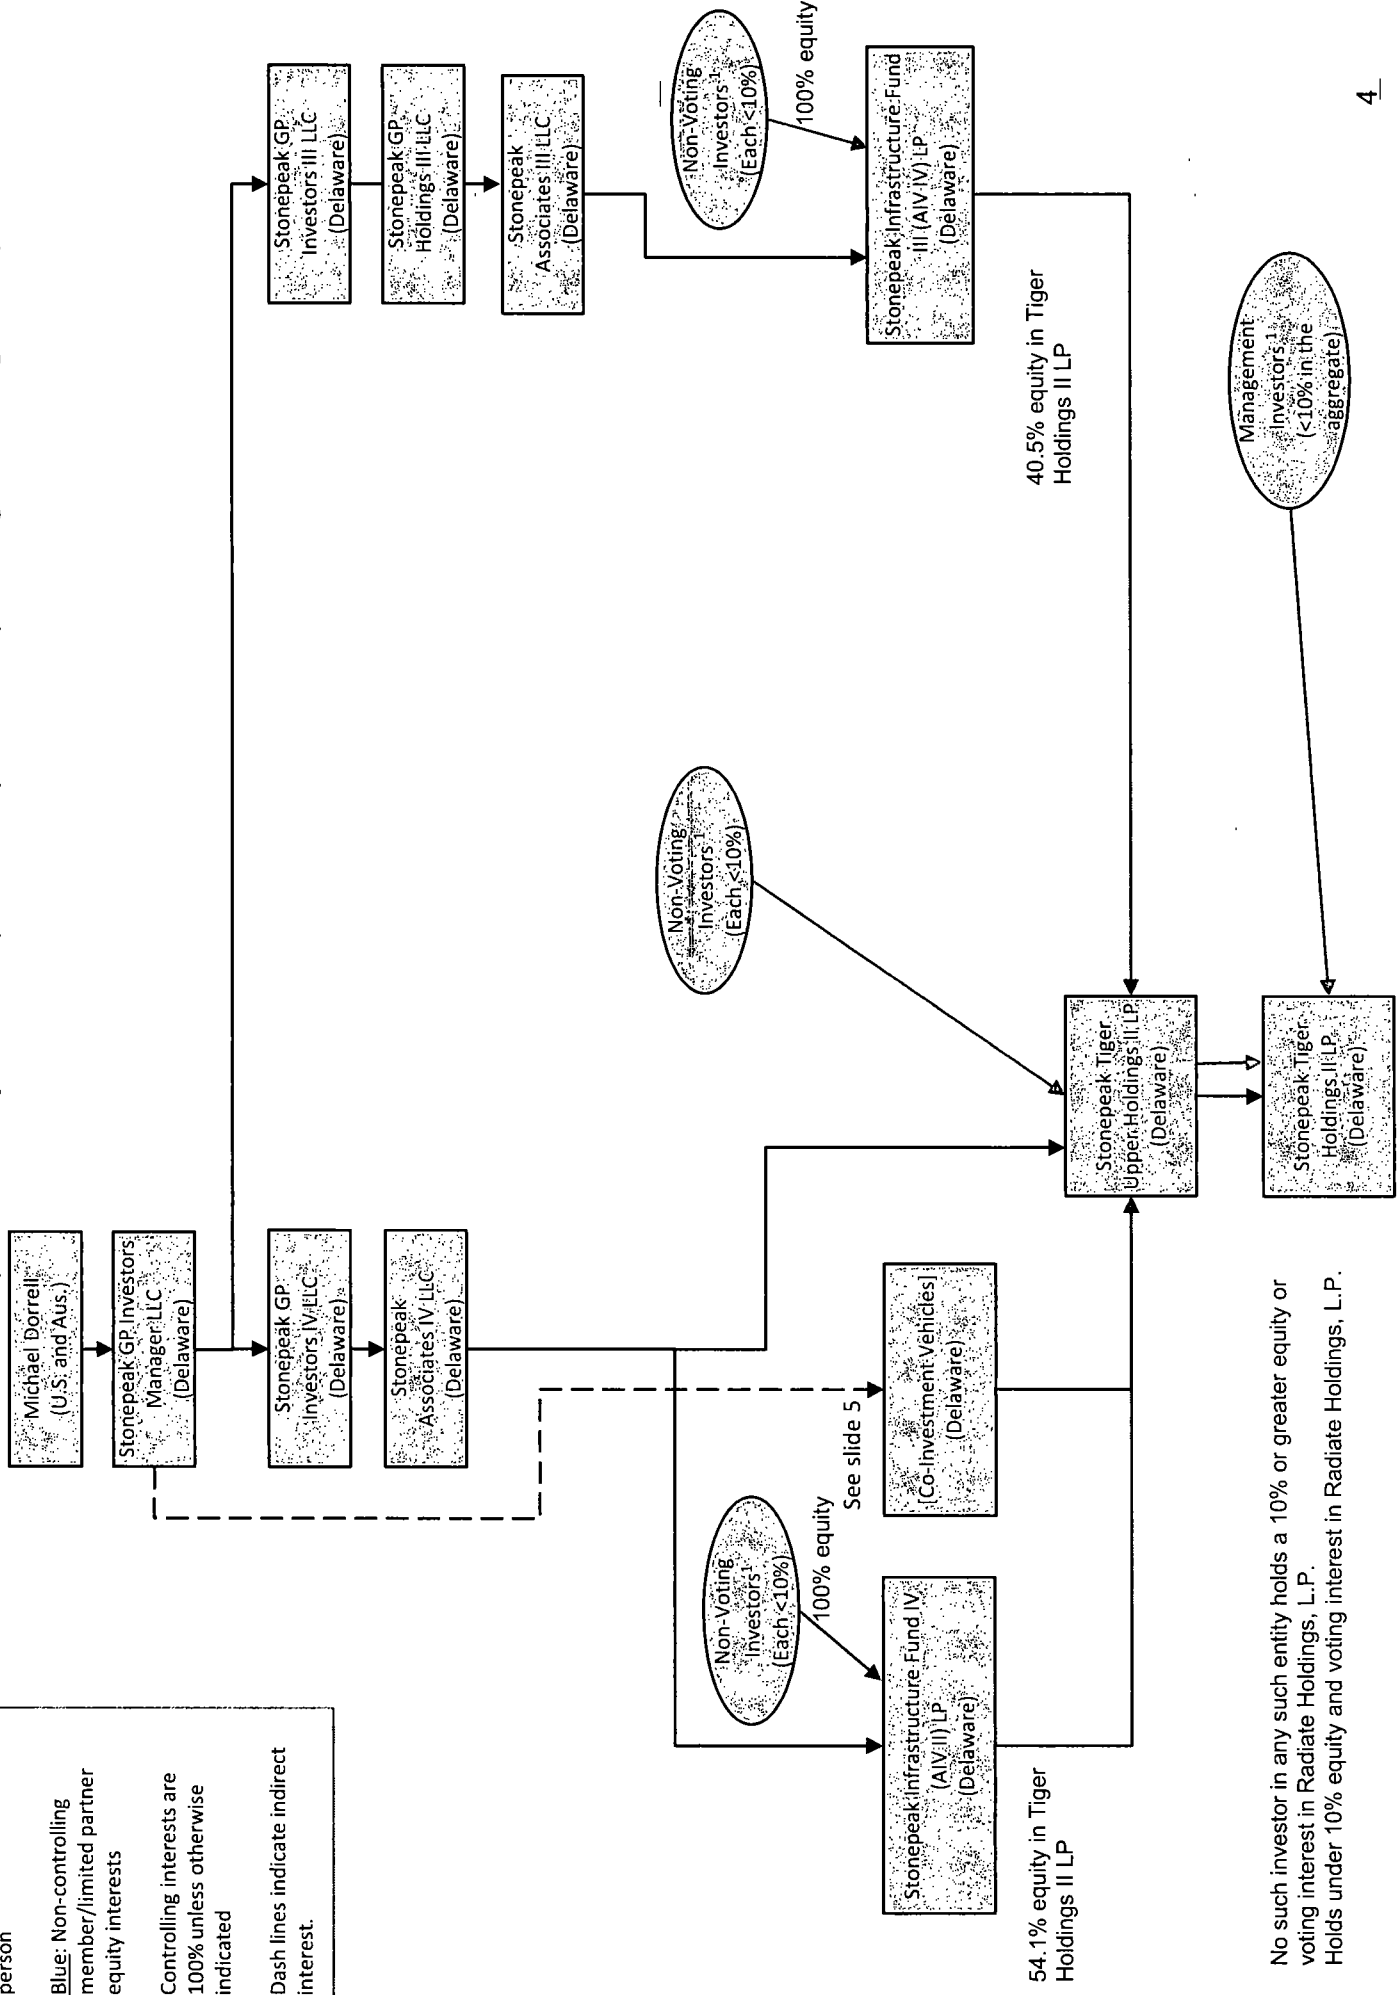 person
Blue: Non-controlling
member/limited partner
equity interests
Controlling interests are
100% unless otherwise
indicated
Dash lines indicate indirect
interest.
Michael Dorrell
(U.S. and Aus.)
Stonepeak GP Investors
Manager LLC
(Delaware)
Stonepeak GP
Investors IV LLC
(Delaware)
Stonepeak
Associates IV LLC
(Delaware)
Stonepeak GP
Investors III LLC
(Delaware)
Stonepeak GP
Holdings III LLC
(Delaware)
Stonepeak
Associates III LLC
(Delaware)
Non-Voting
Investors¹
(Each <10%)
100% equity
Non-Voting
Investors¹
(Each <10%)
Non-Voting
Investors¹
(Each <10%)
100% equity
See slide 5
Stonepeak Infrastructure Fund IV
(AIV II) LP
(Delaware)
[Co-Investment Vehicles]
(Delaware)
Stonepeak Infrastructure Fund
III (AIV IV) LP
(Delaware)
54.1% equity in Tiger
Holdings II LP
40.5% equity in Tiger
Holdings II LP
Stonepeak Tiger
Upper Holdings II LP
(Delaware)
Management
Investors¹
(<10% in the
aggregate)
Stonepeak Tiger
Holdings II LP
(Delaware)
No such investor in any such entity holds a 10% or greater equity or
voting interest in Radiate Holdings, L.P.
Holds under 10% equity and voting interest in Radiate Holdings, L.P.
4